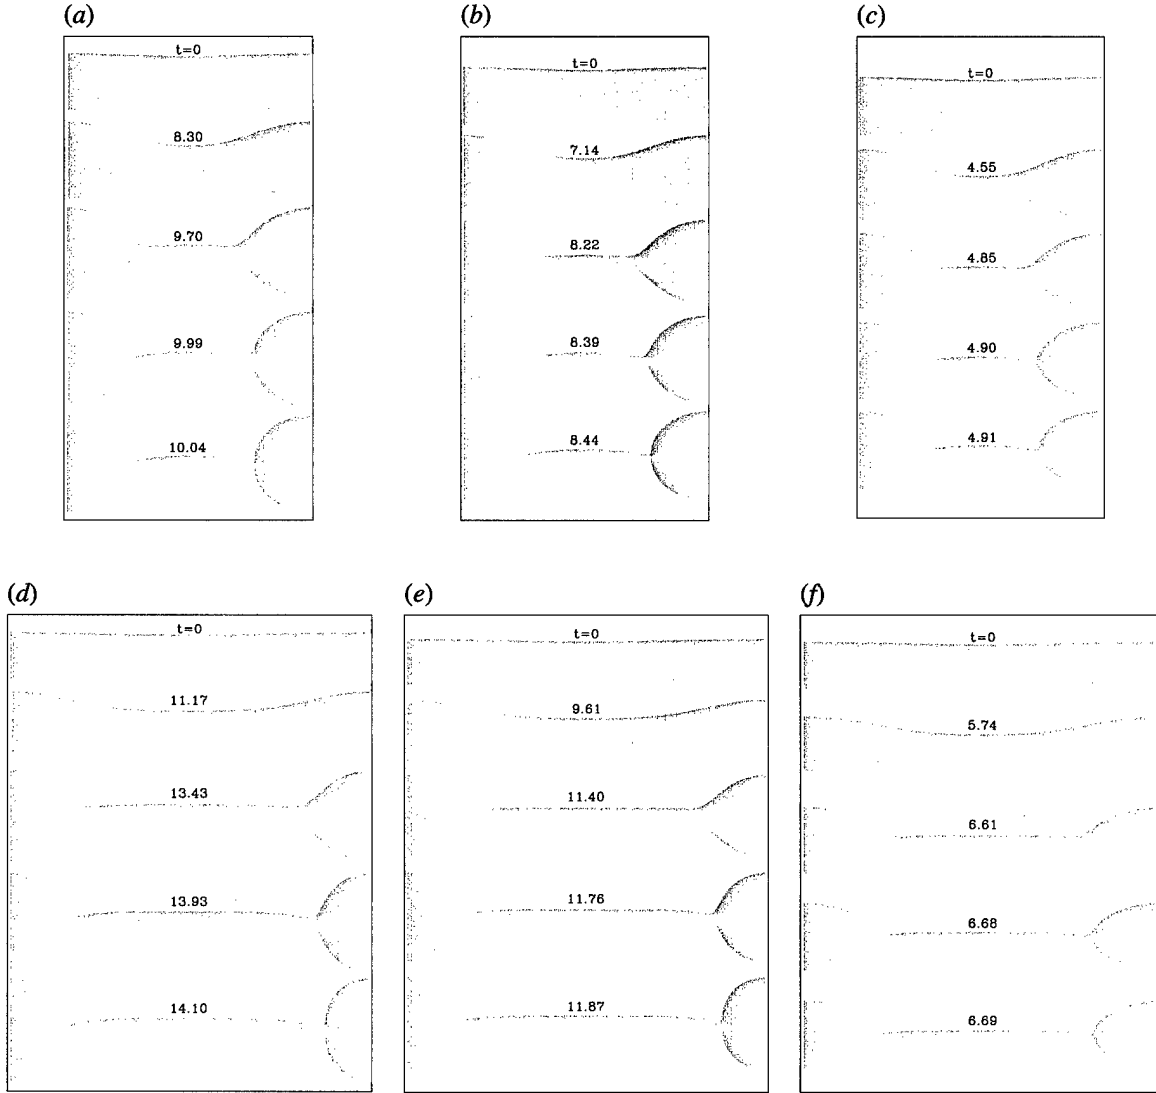 (a)
t=0
8.30
9.70
9.99
10.04
(b)
t=0
7.14
8.22
8.39
8.44
(c)
t=0
4.55
4.85
4.90
4.91
(d)
t=0
11.17
13.43
13.93
14.10
(e)
t=0
9.61
11.40
11.76
11.87
(f)
t=0
5.74
6.61
6.68
6.69